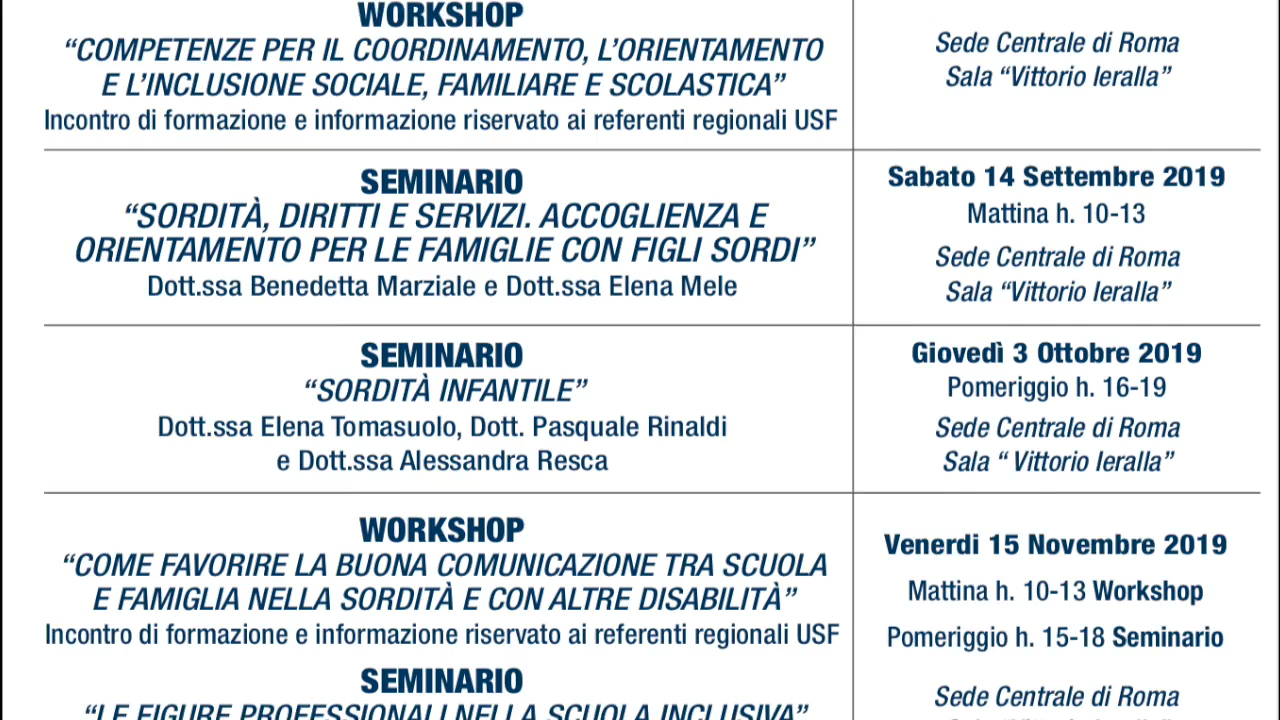 WORKSHOP
“COMPETENZE PER IL COORDINAMENTO, L’ORIENTAMENTO
E L’INCLUSIONE SOCIALE, FAMILIARE E SCOLASTICA”
Incontro di formazione e informazione riservato ai referenti regionali USF
Sede Centrale di Roma
Sala “Vittorio Ieralla”
SEMINARIO
“SORDITÀ, DIRITTI E SERVIZI. ACCOGLIENZA E
ORIENTAMENTO PER LE FAMIGLIE CON FIGLI SORDI”
Dott.ssa Benedetta Marziale e Dott.ssa Elena Mele
Sabato 14 Settembre 2019
Mattina h. 10-13
Sede Centrale di Roma
Sala “Vittorio Ieralla”
SEMINARIO
“SORDITÀ INFANTILE”
Dott.ssa Elena Tomasuolo, Dott. Pasquale Rinaldi
e Dott.ssa Alessandra Resca
Giovedì 3 Ottobre 2019
Pomeriggio h. 16-19
Sede Centrale di Roma
Sala “ Vittorio Ieralla”
WORKSHOP
“COME FAVORIRE LA BUONA COMUNICAZIONE TRA SCUOLA
E FAMIGLIA NELLA SORDITÀ E CON ALTRE DISABILITÀ”
Incontro di formazione e informazione riservato ai referenti regionali USF
SEMINARIO
“LE FIGURE PROFESSIONALI NELLA SCUOLA INCLUSIVA”
Venerdi 15 Novembre 2019
Mattina h. 10-13 Workshop
Pomeriggio h. 15-18 Seminario
Sede Centrale di Roma